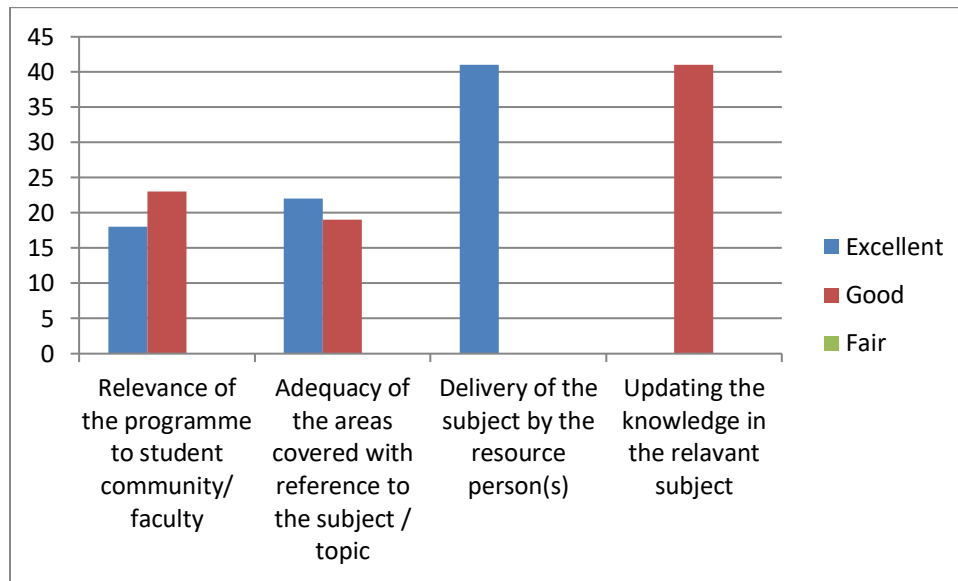 45
40
35
30
25
20
15
10
5
0
Relevance of
the programme
to student
community/
faculty
Adequacy of
the areas
covered with
reference to
the subject /
topic
Delivery of the
subject by the
resource
person(s)
Updating the
knowledge in
the relavant
subject
Excellent
Good
Fair